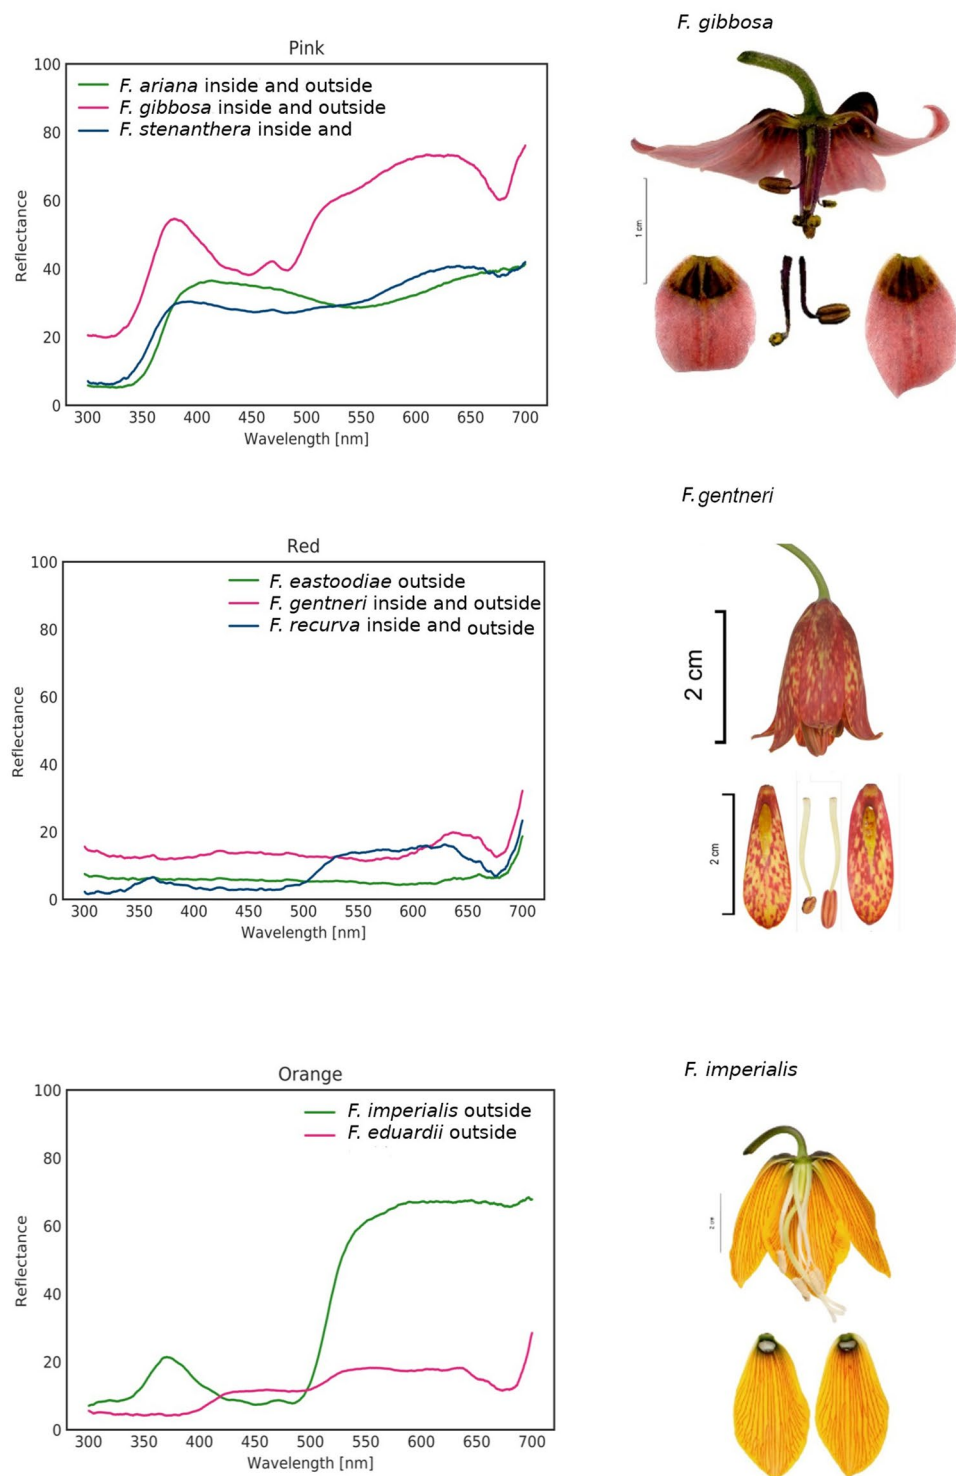 F. gibbosa
Pink
F. ariana inside and outside
F. gibbosa inside and outside
F. stenanthera inside and
100
80
60
40
20
0
Reflectance
300 350 400 450 500 550 600 650 700
Wavelength [nm]
1 cm
F. gentneri
Red
F. eastoodiae outside
F. gentneri inside and outside
F. recurva inside and outside
100
80
60
40
20
0
Reflectance
300 350 400 450 500 550 600 650 700
Wavelength [nm]
2 cm
2 cm
F. imperialis
Orange
F. imperialis outside
F. eduardii outside
100
80
60
40
20
0
Reflectance
300 350 400 450 500 550 600 650 700
Wavelength [nm]
2 cm